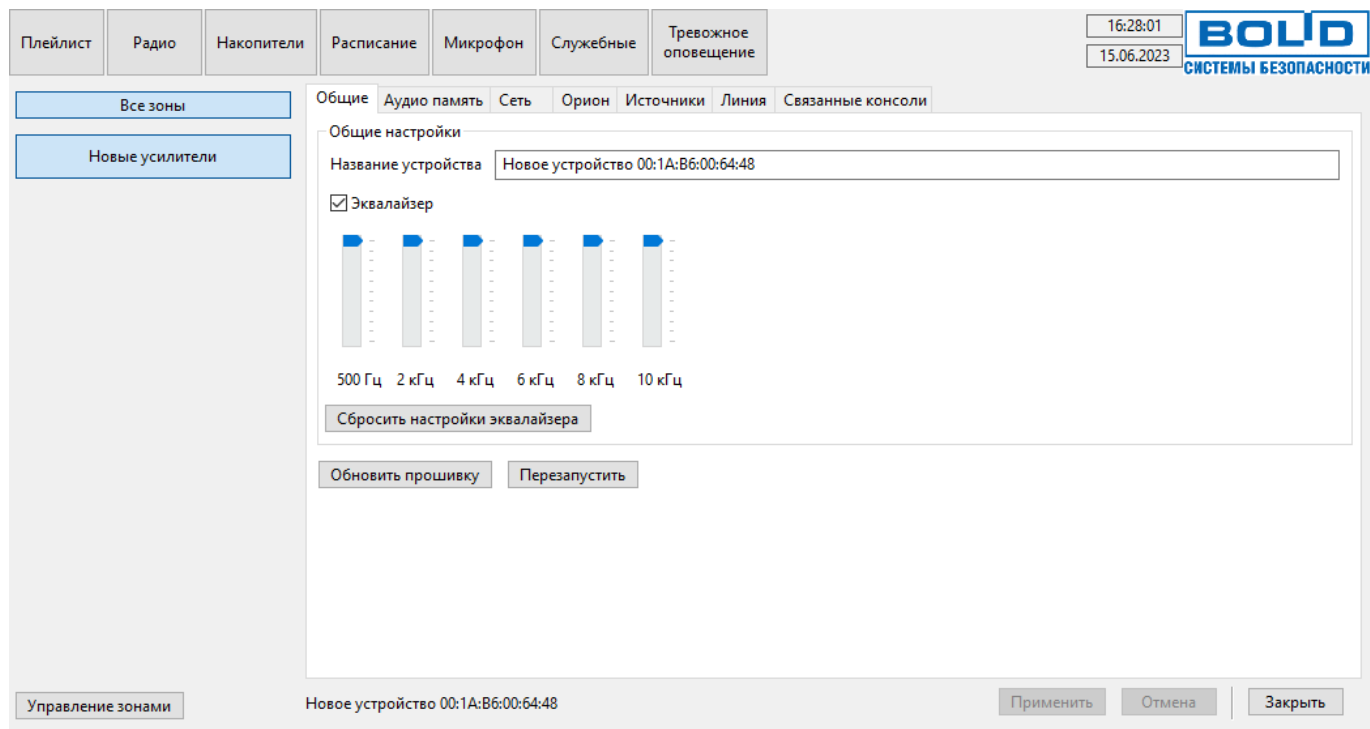 Плейлист
Радио
Накопители
Расписание
Микрофон
Служебные
Тревожное
оповещение
16:28:01
15.06.2023
BOLID
СИСТЕМЫ БЕЗОПАСНОСТИ
Все зоны
Новые усилители
Общие Аудио память Сеть Орион Источники Линия Связанные консоли
Общие настройки
Название устройства Новое устройство 00:1A:B6:00:64:48
Эквалайзер
500 Гц 2 кГц 4 кГц 6 кГц 8 кГц 10 кГц
Сбросить настройки эквалайзера
Обновить прошивку Перезапустить
Управление зонами
Новое устройство 00:1A:B6:00:64:48
Применить Отмена Закрыть